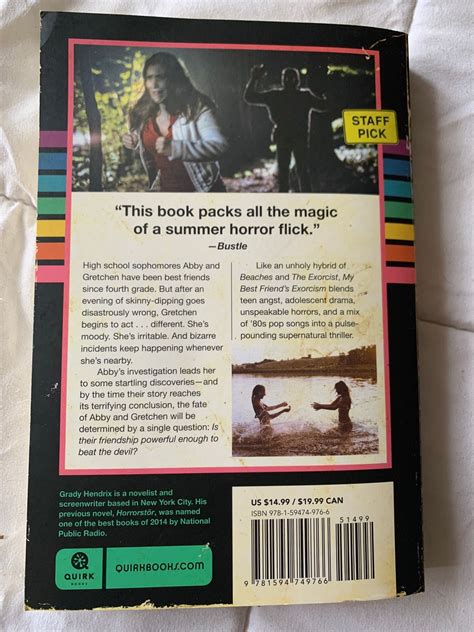 STAFF
PICK
“This book packs all the magic
of a summer horror flick.”
—Bustle
High school sophomores Abby and
Gretchen have been best friends
since fourth grade. But after an
evening of skinny-dipping goes
disastrously wrong, Gretchen
begins to act . . . different. She’s
moody. She’s irritable. And bizarre
incidents keep happening whenever
she’s nearby.
Abby’s investigation leads her
to some startling discoveries—and
by the time their story reaches
its terrifying conclusion, the fate
of Abby and Gretchen will be
determined by a single question: Is
their friendship powerful enough to
beat the devil?
Like an unholy hybrid of
Beaches and The Exorcist, My
Best Friend’s Exorcism blends
teen angst, adolescent drama,
unspeakable horrors, and a mix
of ’80s pop songs into a pulse-
pounding supernatural thriller.
Grady Hendrix is a novelist and
screenwriter based in New York City. His
previous novel, Horrorstör, was named
one of the best books of 2014 by National
Public Radio.
QUIRK
BOOKS
QUIRKBOOKS.COM
US $14.99 / $19.99 CAN
ISBN 978-1-59474-976-6
51499
9 781594 749766